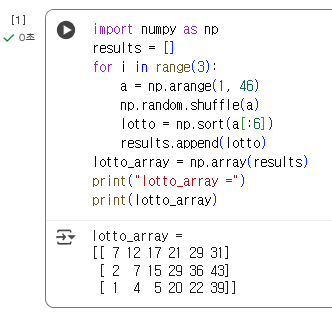 [1]
0초
import numpy as np
results = []
for i in range(3):
    a = np.arange(1, 46)
    np.random.shuffle(a)
    lotto = np.sort(a[:6])
    results.append(lotto)
lotto_array = np.array(results)
print("lotto_array =")
print(lotto_array)
lotto_array =
[[ 7 12 17 21 29 31]
 [ 2  7 15 29 36 43]
 [ 1  4  5 20 22 39]]